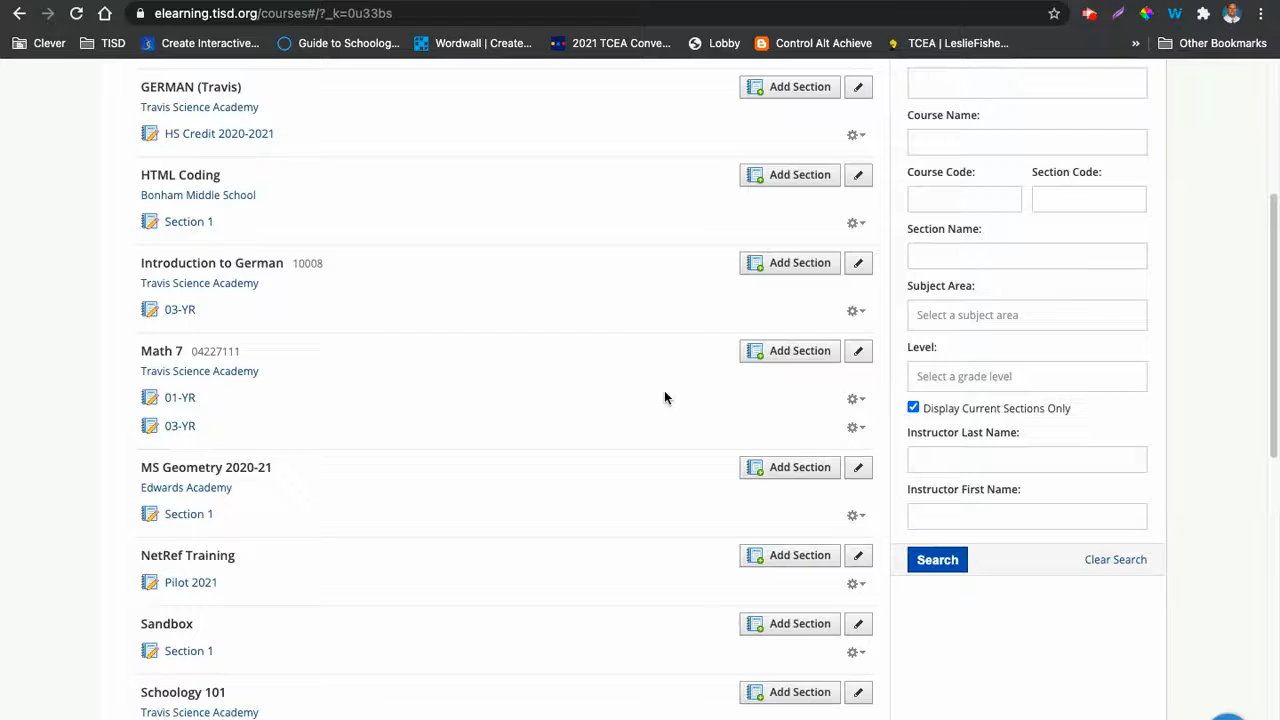 elearning.tisd.org/courses#/?_k=0u33bs
Clever
TISD
Create Interactive...
Guide to Schoolog...
Wordwall | Create...
2021 TCEA Conve...
Lobby
Control Alt Achieve
TCEA | LeslieFishe...
»
Other Bookmarks
GERMAN (Travis)
Add Section
Travis Science Academy
HS Credit 2020-2021
HTML Coding
Add Section
Bonham Middle School
Section 1
Introduction to German 10008
Add Section
Travis Science Academy
03-YR
Math 7 04227111
Add Section
Travis Science Academy
01-YR
03-YR
MS Geometry 2020-21
Add Section
Edwards Academy
Section 1
NetRef Training
Add Section
Pilot 2021
Sandbox
Add Section
Section 1
Schoology 101
Add Section
Travis Science Academy
Course Name:
Course Code:
Section Code:
Section Name:
Subject Area:
Select a subject area
Level:
Select a grade level
Display Current Sections Only
Instructor Last Name:
Instructor First Name:
Search
Clear Search